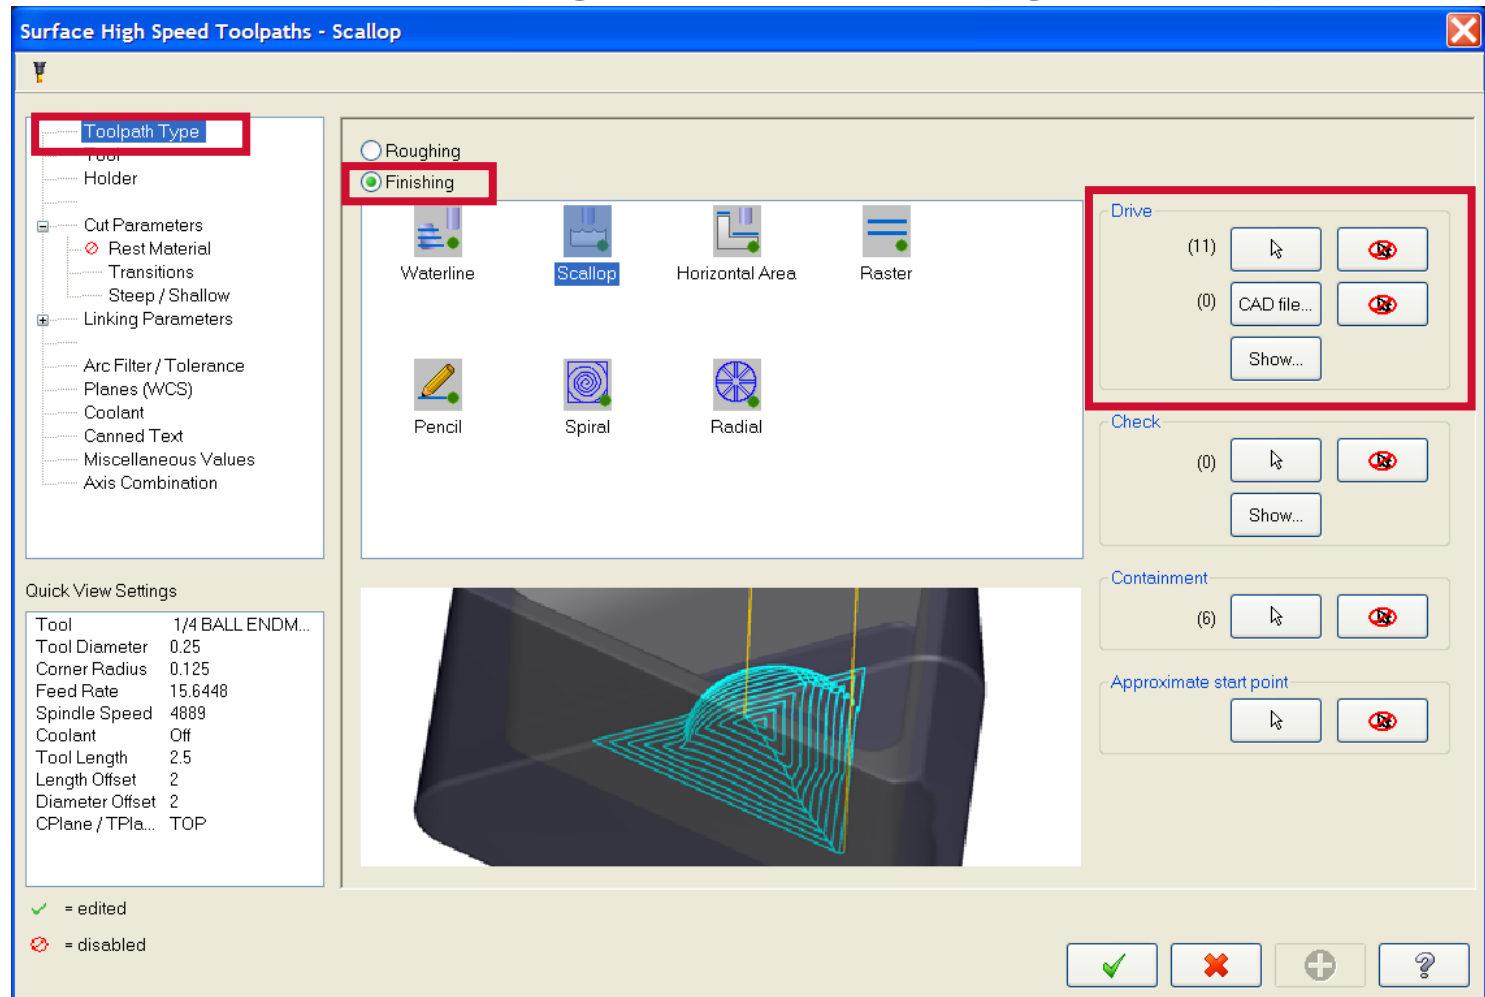 Surface High Speed Toolpaths - Scallop
Toolpath Type
Tool
Holder
Cut Parameters
Rest Material
Transitions
Steep / Shallow
Linking Parameters
Arc Filter / Tolerance
Planes (WCS)
Coolant
Canned Text
Miscellaneous Values
Axis Combination
Roughing
Finishing
Waterline
Scallop
Horizontal Area
Raster
Pencil
Spiral
Radial
Drive
(11)
(0) CAD file...
Show...
Check
(0)
Show...
Containment
(6)
Approximate start point
Quick View Settings
Tool 1/4 BALL ENDM...
Tool Diameter 0.25
Corner Radius 0.125
Feed Rate 15.6448
Spindle Speed 4889
Coolant Off
Tool Length 2.5
Length Offset 2
Diameter Offset 2
CPlane / TPla... TOP
= edited
= disabled